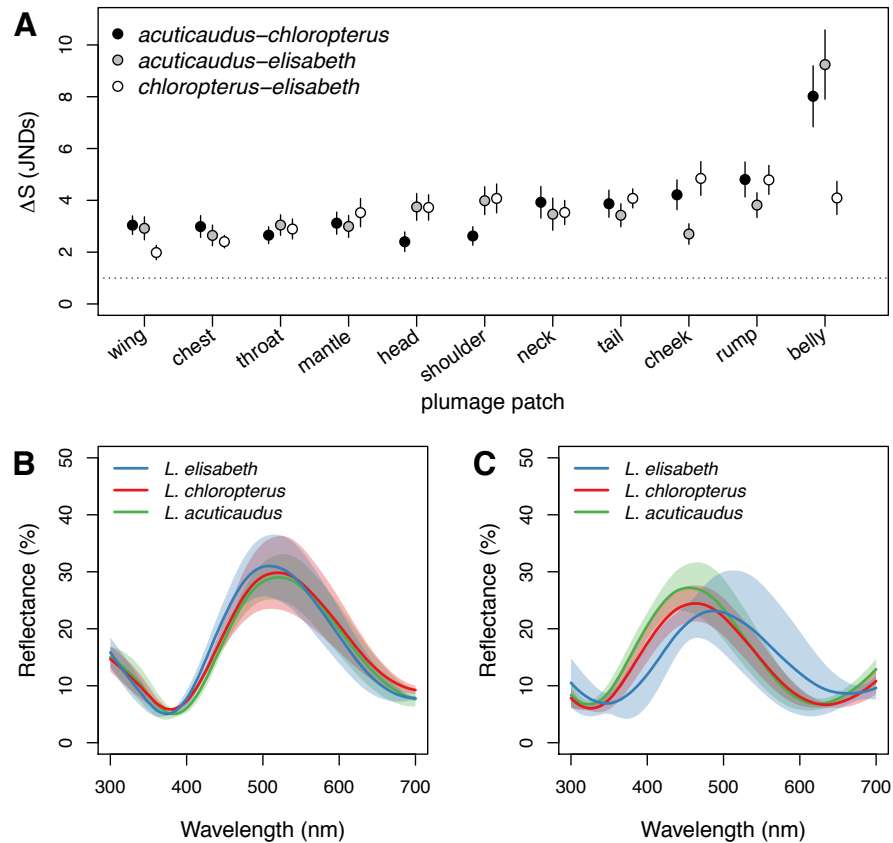 A
acuticaudus–chloropterus
acuticaudus–elisabeth
chloropterus–elisabeth
ΔS (JNDs)
10
8
6
4
2
0
wing
chest
throat
mantle
head
shoulder
neck
tail
cheek
rump
belly
plumage patch
B
L. elisabeth
L. chloropterus
L. acuticaudus
Reflectance (%)
50
40
30
20
10
0
300 400 500 600 700
Wavelength (nm)
C
L. elisabeth
L. chloropterus
L. acuticaudus
Reflectance (%)
50
40
30
20
10
0
300 400 500 600 700
Wavelength (nm)